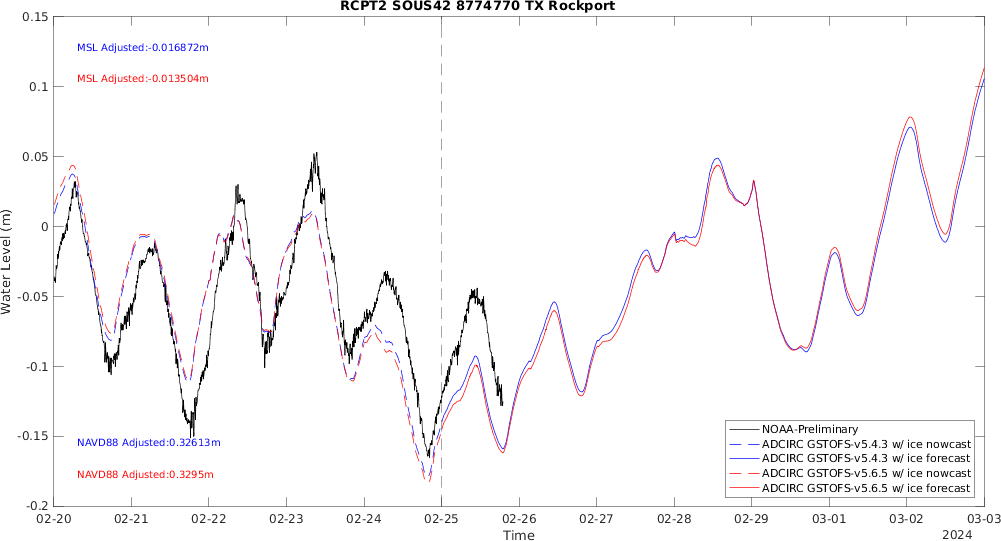 RCPT2 SOUS42 8774770 TX Rockport
MSL Adjusted:-0.016872m
MSL Adjusted:-0.013504m
NAVD88 Adjusted:0.32613m
NAVD88 Adjusted:0.3295m
Water Level (m)
0.15
0.1
0.05
0
-0.05
-0.1
-0.15
-0.2
NOAA-Preliminary
ADCIRC GSTOFS-v5.4.3 w/ ice nowcast
ADCIRC GSTOFS-v5.4.3 w/ ice forecast
ADCIRC GSTOFS-v5.6.5 w/ ice nowcast
ADCIRC GSTOFS-v5.6.5 w/ ice forecast
02-20 02-21 02-22 02-23 02-24 02-25 02-26 02-27 02-28 02-29 03-01 03-02 03-03
Time
2024